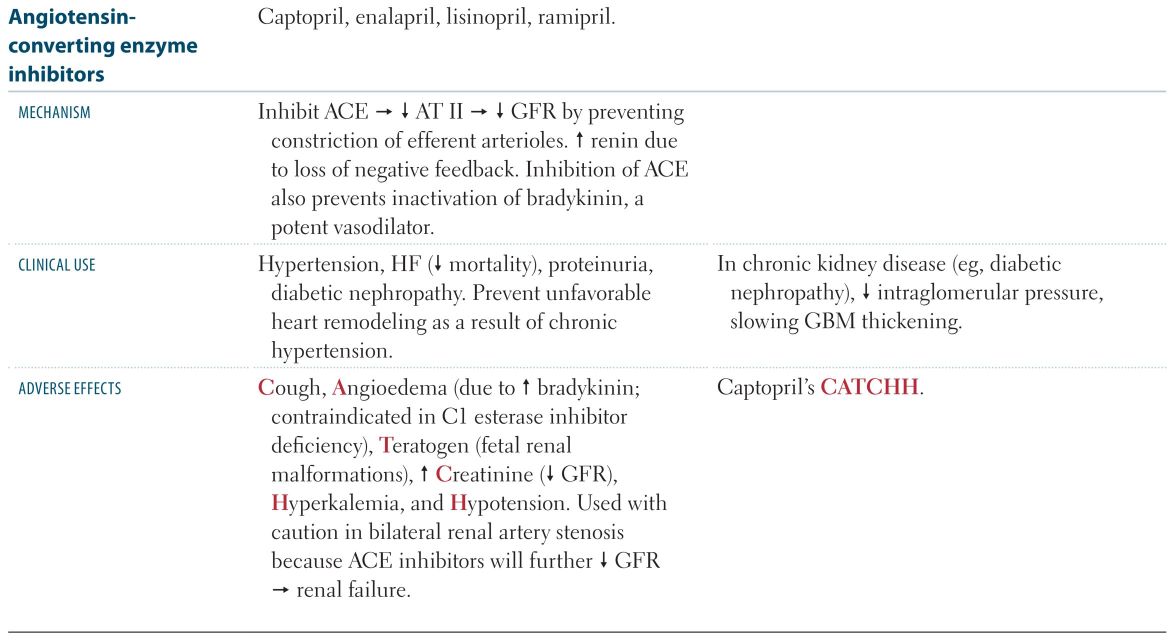 Angiotensin-
converting enzyme
inhibitors
Captopril, enalapril, lisinopril, ramipril.
MECHANISM
Inhibit ACE → ↓ AT II → ↓ GFR by preventing
constriction of efferent arterioles. ↑ renin due
to loss of negative feedback. Inhibition of ACE
also prevents inactivation of bradykinin, a
potent vasodilator.
CLINICAL USE
Hypertension, HF (↓ mortality), proteinuria,
diabetic nephropathy. Prevent unfavorable
heart remodeling as a result of chronic
hypertension.
In chronic kidney disease (eg, diabetic
nephropathy), ↓ intraglomerular pressure,
slowing GBM thickening.
ADVERSE EFFECTS
Cough, Angioedema (due to ↑ bradykinin;
contraindicated in C1 esterase inhibitor
deficiency), Teratogen (fetal renal
malformations), ↑ Creatinine (↓ GFR),
Hyperkalemia, and Hypotension. Used with
caution in bilateral renal artery stenosis
because ACE inhibitors will further ↓ GFR
→ renal failure.
Captopril’s CATCHH.